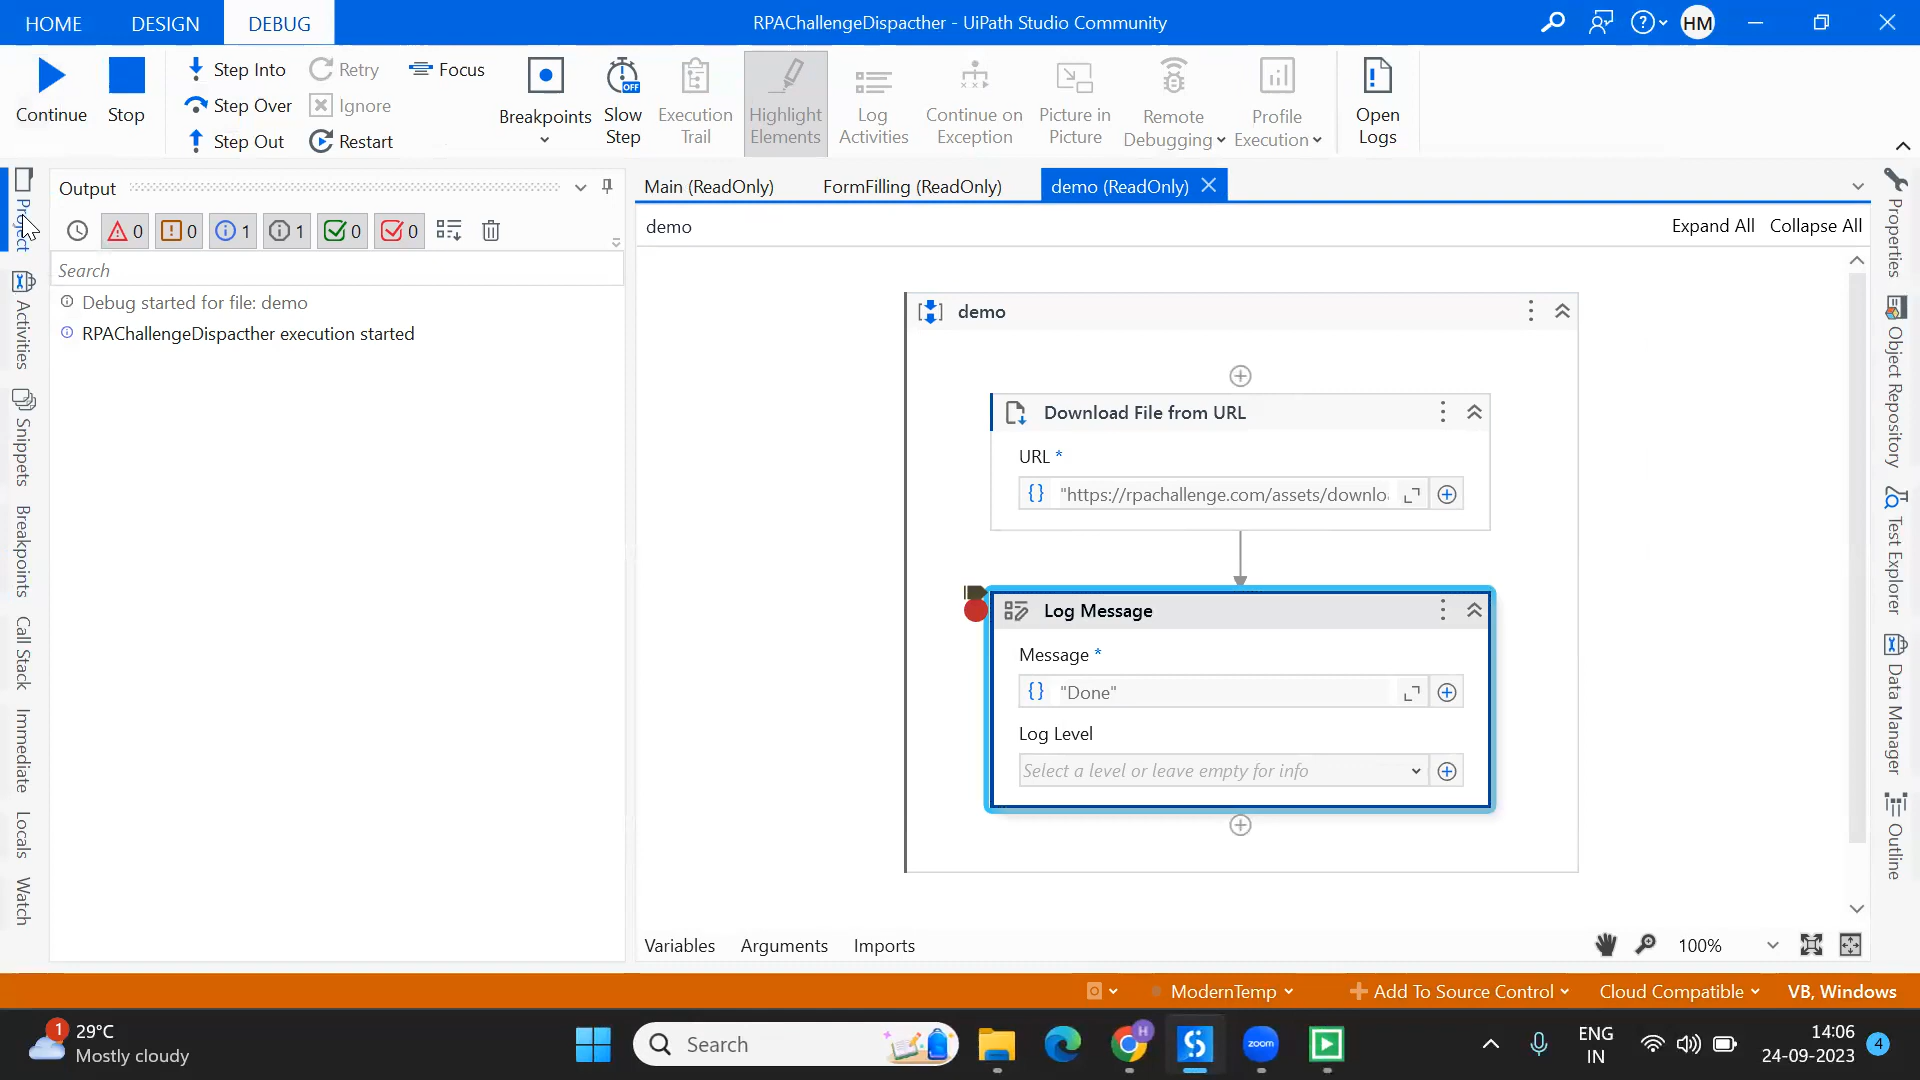 HOME DESIGN DEBUG
RPAChallengeDispacther - UiPath Studio Community
HM
Continue
Stop
Step Into
Step Over
Step Out
Retry
Ignore
Restart
Focus
Breakpoints
Slow
Step
OFF
Execution
Trail
Highlight
Elements
Log
Activities
Continue on
Exception
Picture in
Picture
Remote
Debugging
Profile
Execution
Open
Logs
Project
Activities
Snippets
Breakpoints
Call Stack
Immediate
Locals
Watch
Output
0 0 1 1 0 0
Search
Debug started for file: demo
RPAChallengeDispacther execution started
Main (ReadOnly) FormFilling (ReadOnly) demo (ReadOnly)
demo
Expand All Collapse All
demo
Download File from URL
URL *
"https://rpachallenge.com/assets/downlo
Log Message
Message *
"Done"
Log Level
Select a level or leave empty for info
Variables Arguments Imports
100%
Properties
Object Repository
Test Explorer
Data Manager
Outline
ModernTemp Add To Source Control Cloud Compatible VB, Windows
1
29°C
Mostly cloudy
Search
H
zoom
ENG
IN
14:06
24-09-2023
4